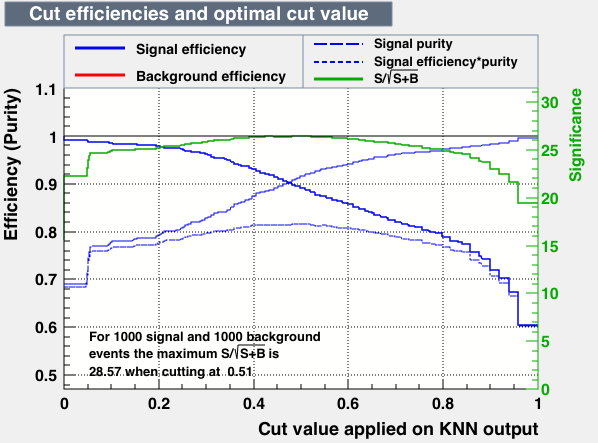 Cut efficiencies and optimal cut value
Signal efficiency
Background efficiency
Signal purity
Signal efficiency*purity
S/√S+B
Efficiency (Purity)
1.1
1
0.9
0.8
0.7
0.6
0.5
Significance
30
25
20
15
10
5
0
For 1000 signal and 1000 background
events the maximum S/√S+B is
28.57 when cutting at 0.51
0 0.2 0.4 0.6 0.8 1
Cut value applied on KNN output